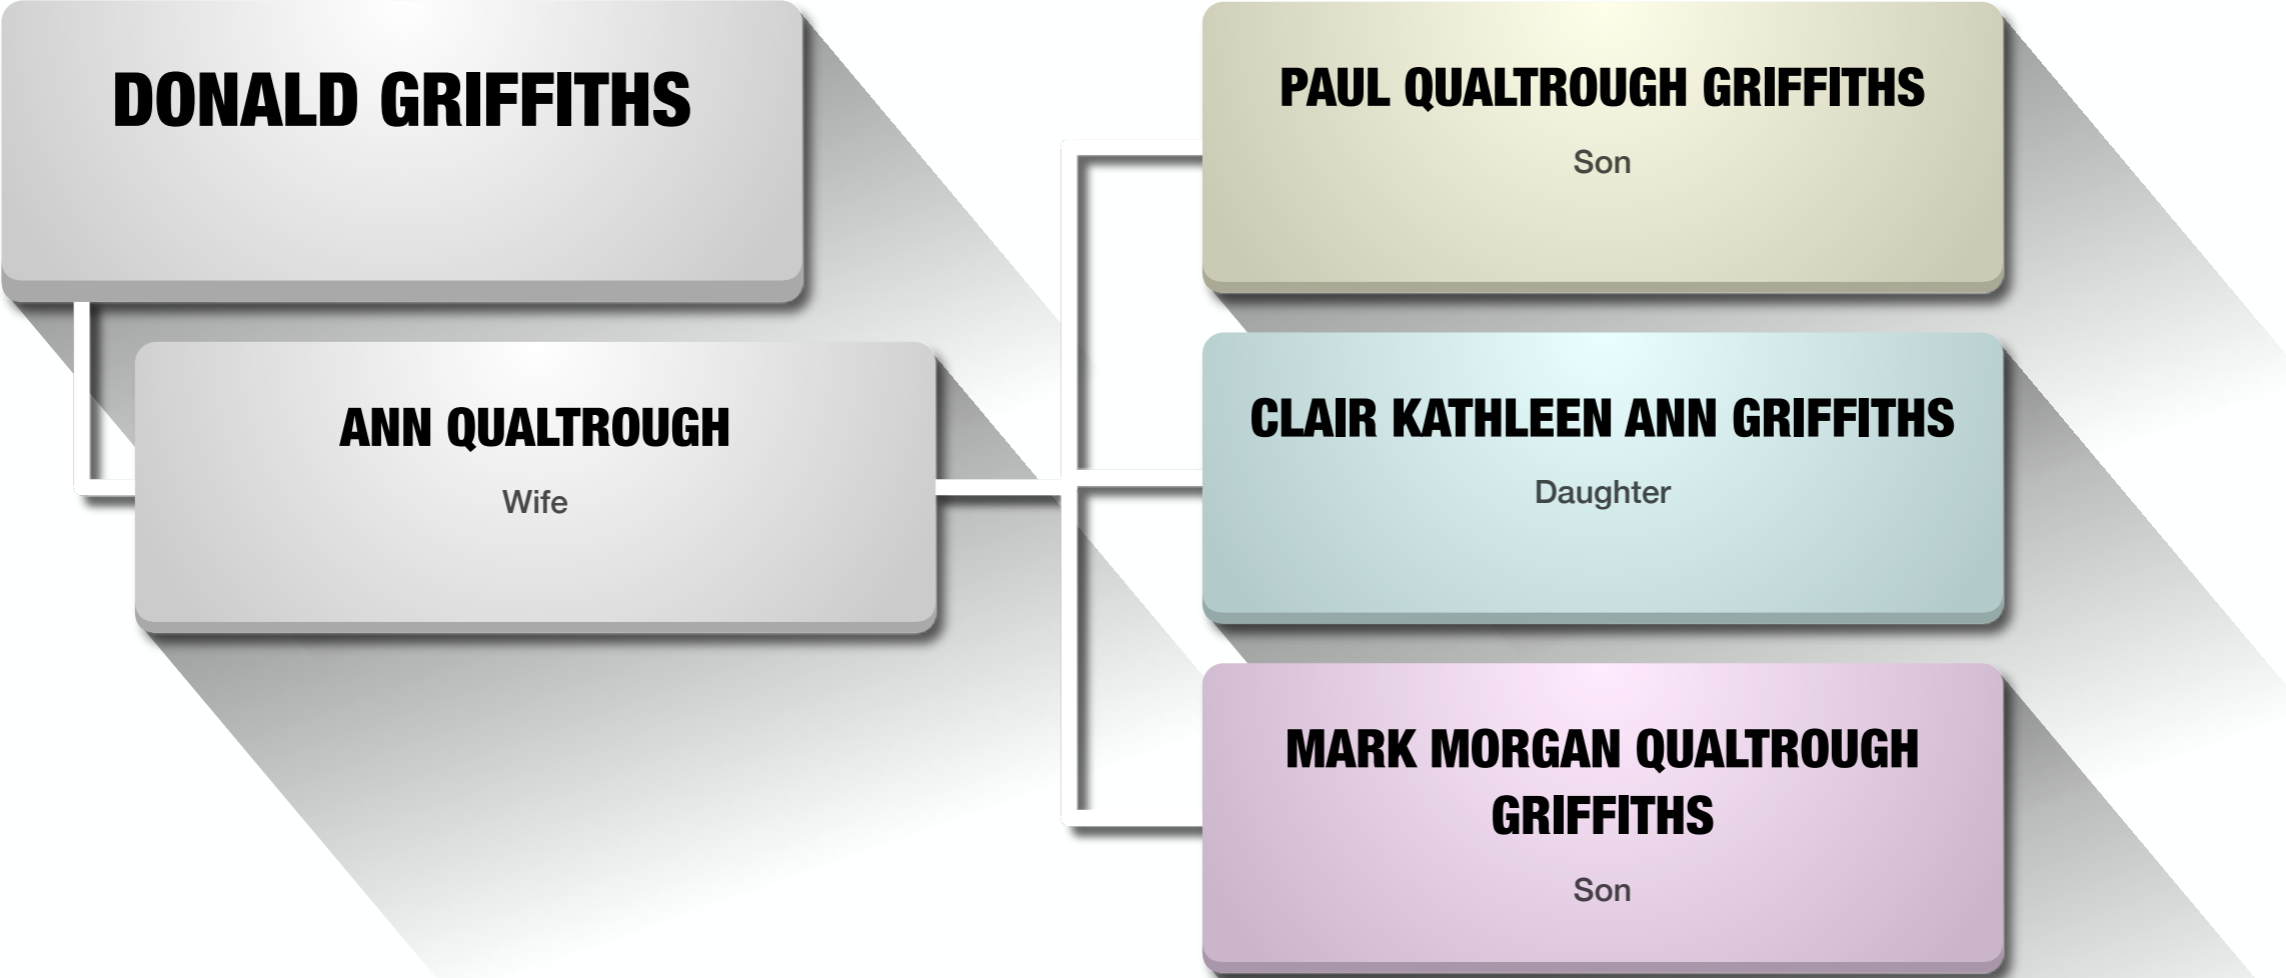 DONALD GRIFFITHS
ANN QUALTROUGH
Wife
PAUL QUALTROUGH GRIFFITHS
Son
CLAIR KATHLEEN ANN GRIFFITHS
Daughter
MARK MORGAN QUALTROUGH
GRIFFITHS
Son